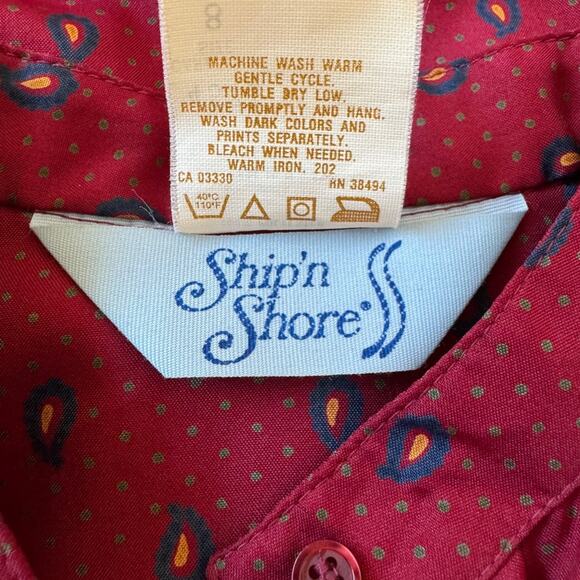 8
MACHINE WASH WARM
GENTLE CYCLE.
TUMBLE DRY LOW.
REMOVE PROMPTLY AND HANG.
WASH DARK COLORS AND
PRINTS SEPARATELY.
BLEACH WHEN NEEDED.
WARM IRON. 202
CA 03330 RN 38494
40°C
110°F
Ship'n
Shore®